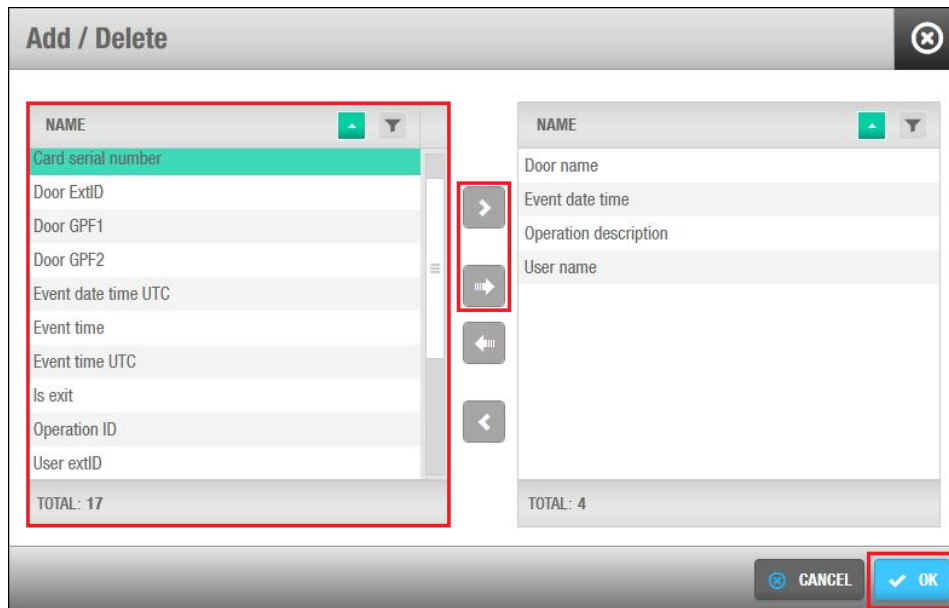 Add / Delete
NAME
Card serial number
Door ExtID
Door GPF1
Door GPF2
Event date time UTC
Event time
Event time UTC
Is exit
Operation ID
User extID
TOTAL: 17
NAME
Door name
Event date time
Operation description
User name
TOTAL: 4
CANCEL
OK